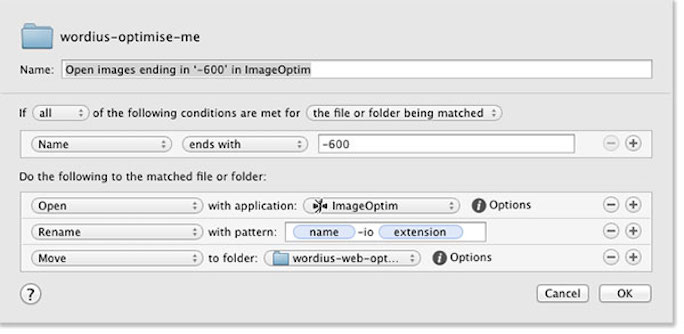 wordius-optimise-me
Name: Open images ending in ‘-600’ in ImageOptim
If all of the following conditions are met for the file or folder being matched
Name ends with -600
Do the following to the matched file or folder:
Open with application: ImageOptim Options
Rename with pattern: name -io extension
Move to folder: wordius-web-opt... Options
? Cancel OK